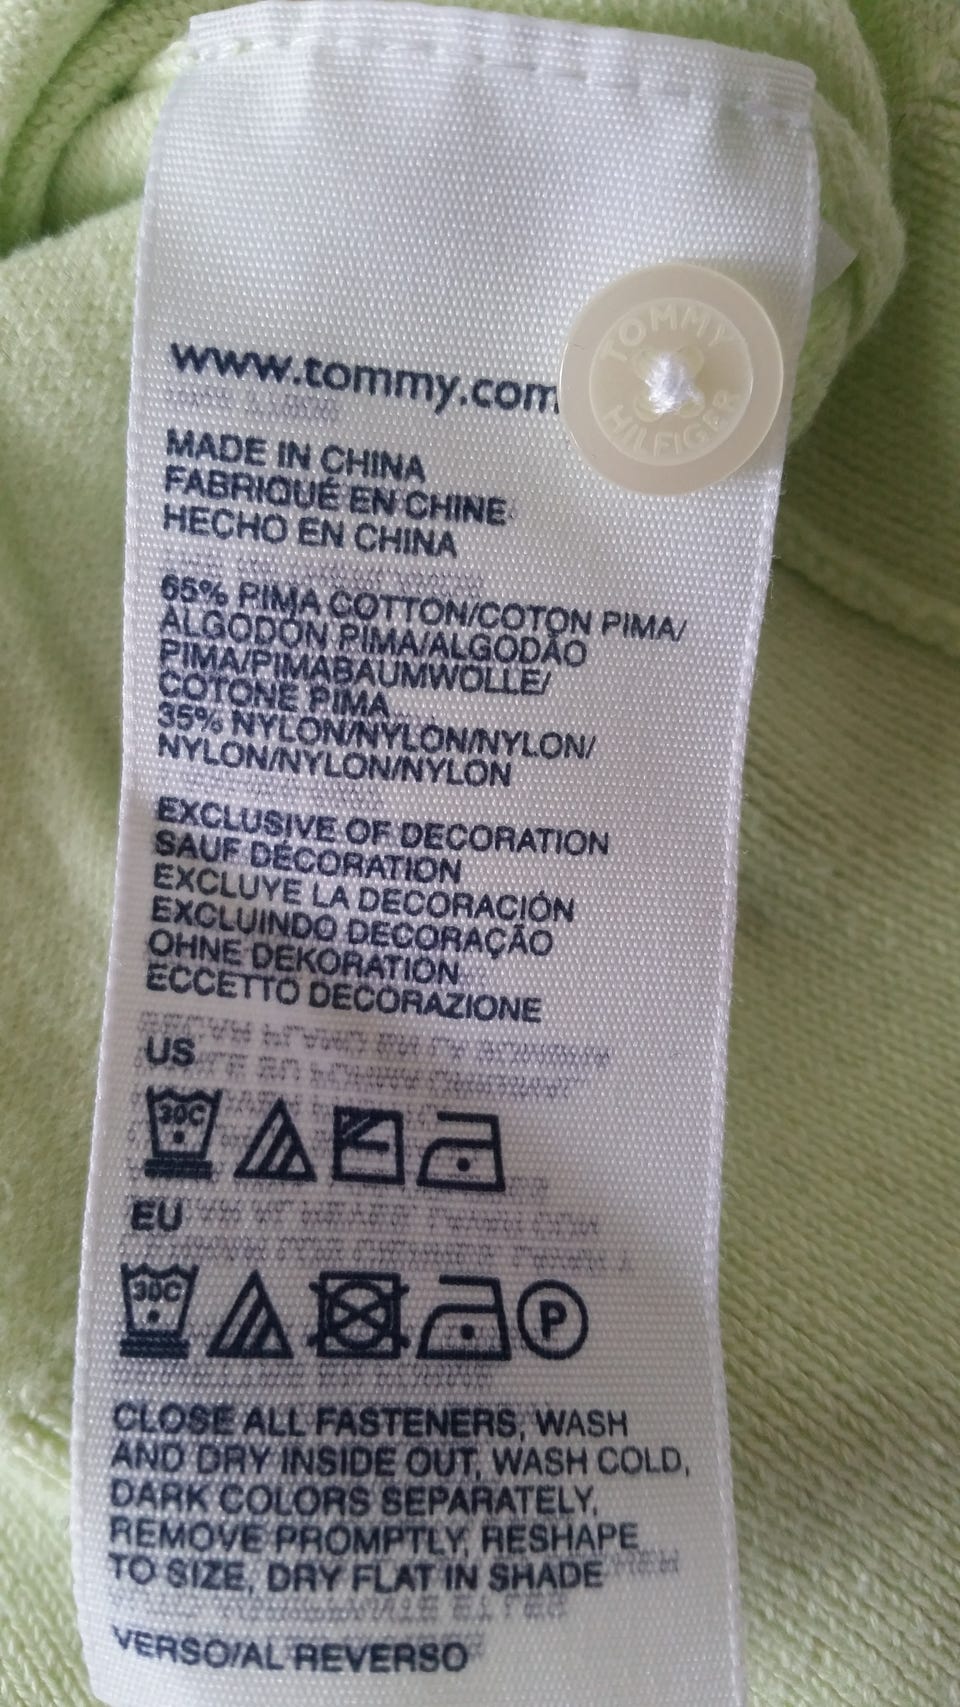 www.tommy.com
TOMMY
HILFIGER
MADE IN CHINA
FABRIQUÉ EN CHINE
HECHO EN CHINA
65% PIMA COTTON/COTON PIMA/
ALGODÓN PIMA/ALGODÃO
PIMA/PIMABAUMWOLLE/
COTONE PIMA
35% NYLON/NYLON/NYLON/
NYLON/NYLON/NYLON
EXCLUSIVE OF DECORATION
SAUF DÉCORATION
EXCLUYE LA DECORACIÓN
EXCLUINDO DECORAÇÃO
OHNE DEKORATION
ECCETTO DECORAZIONE
US
30C
EU
30C P
CLOSE ALL FASTENERS, WASH
AND DRY INSIDE OUT, WASH COLD,
DARK COLORS SEPARATELY,
REMOVE PROMPTLY, RESHAPE
TO SIZE, DRY FLAT IN SHADE
VERSO/AL REVERSO